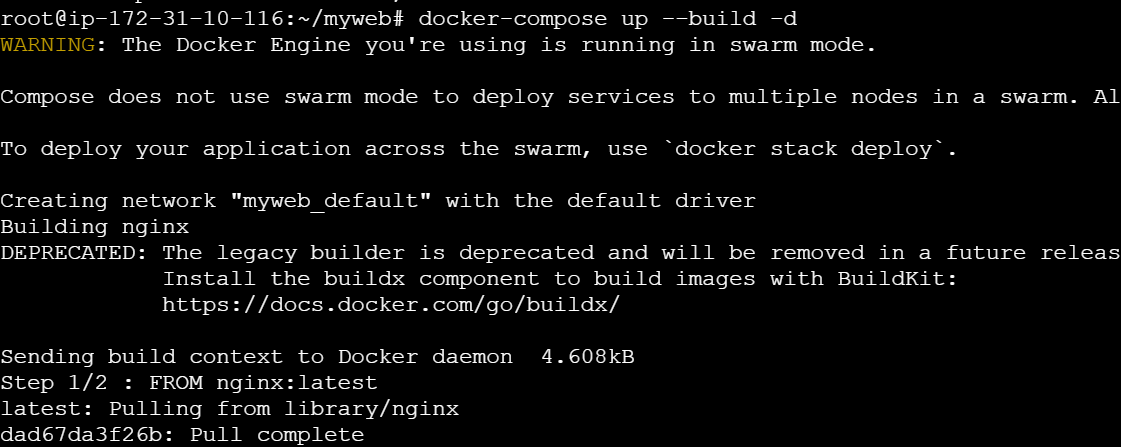 root@ip-172-31-10-116:~/myweb# docker-compose up --build -d
WARNING: The Docker Engine you're using is running in swarm mode.
Compose does not use swarm mode to deploy services to multiple nodes in a swarm. Al
To deploy your application across the swarm, use `docker stack deploy`.
Creating network "myweb_default" with the default driver
Building nginx
DEPRECATED: The legacy builder is deprecated and will be removed in a future releas
Install the buildx component to build images with BuildKit:
https://docs.docker.com/go/buildx/
Sending build context to Docker daemon  4.608kB
Step 1/2 : FROM nginx:latest
latest: Pulling from library/nginx
dad67da3f26b: Pull complete